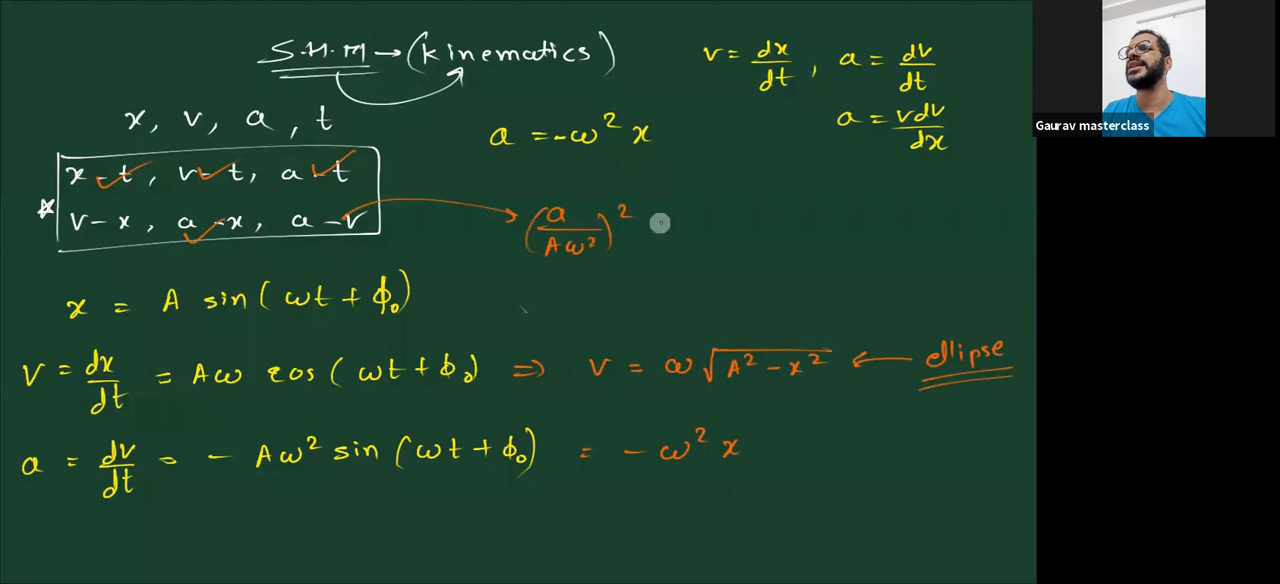 S.H.M → (kinematics)
v = dx/dt , a = dv/dt
a = vdv/dx
x, v, a, t
a = -ω² x
x-t, v-t, a-t
v-x, a-x, a-v
(a/Aω²)²
x = A sin(ωt + ϕ₀)
v = dx/dt = Aω cos(ωt + ϕ₀) ⇒ v = ω√(A² - x²) ← ellipse
a = dv/dt = - Aω² sin(ωt + ϕ₀) = - ω² x
Gaurav masterclass